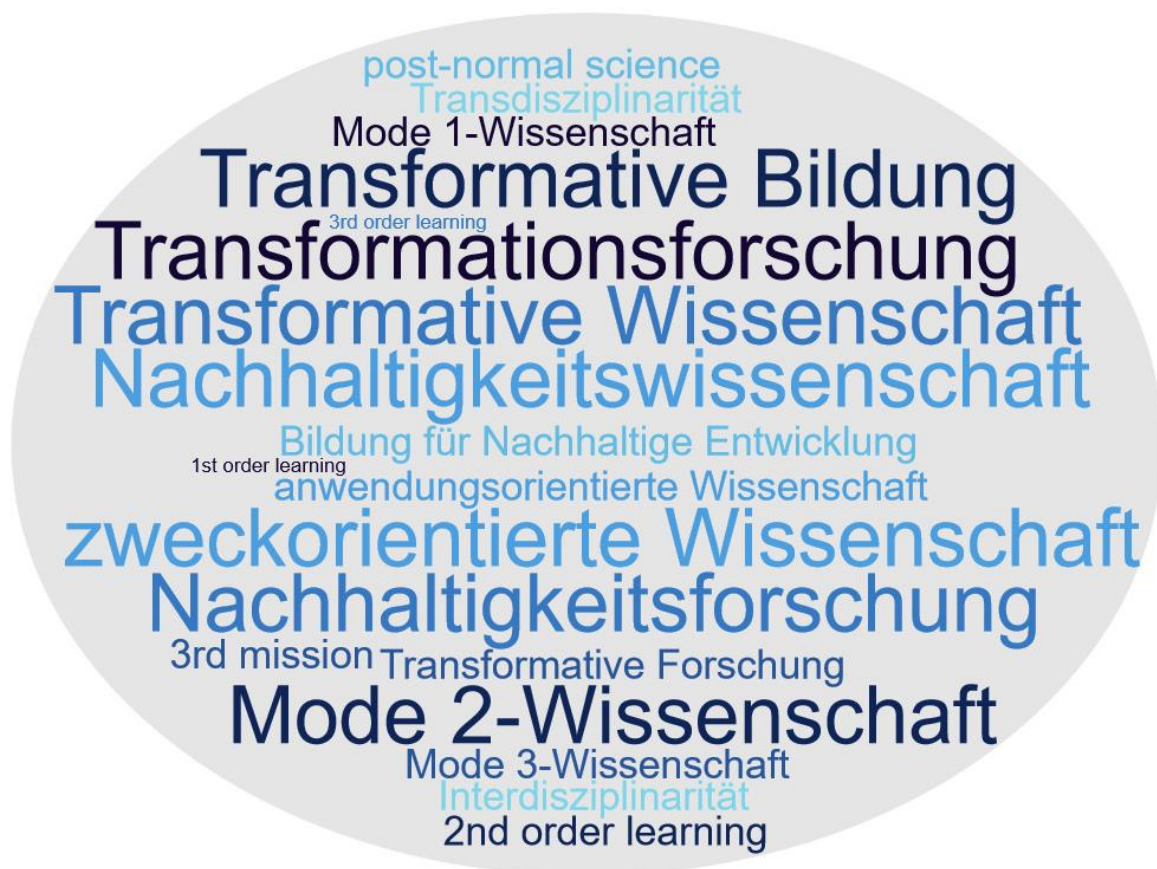 post-normal science
Transdisziplinarität
Mode 1-Wissenschaft
Transformative Bildung
3rd order learning
Transformationsforschung
Transformative Wissenschaft
Nachhaltigkeitswissenschaft
Bildung für Nachhaltige Entwicklung
1st order learning
anwendungsorientierte Wissenschaft
zweckorientierte Wissenschaft
Nachhaltigkeitsforschung
3rd mission
Transformative Forschung
Mode 2-Wissenschaft
Mode 3-Wissenschaft
Interdisziplinarität
2nd order learning